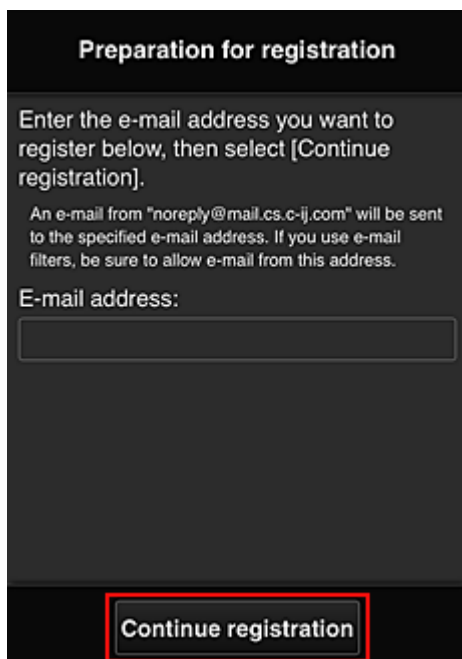 Preparation for registration
Enter the e-mail address you want to
register below, then select [Continue
registration].
An e-mail from "noreply@mail.cs.c-ij.com" will be sent
to the specified e-mail address. If you use e-mail
filters, be sure to allow e-mail from this address.
E-mail address:
Continue registration